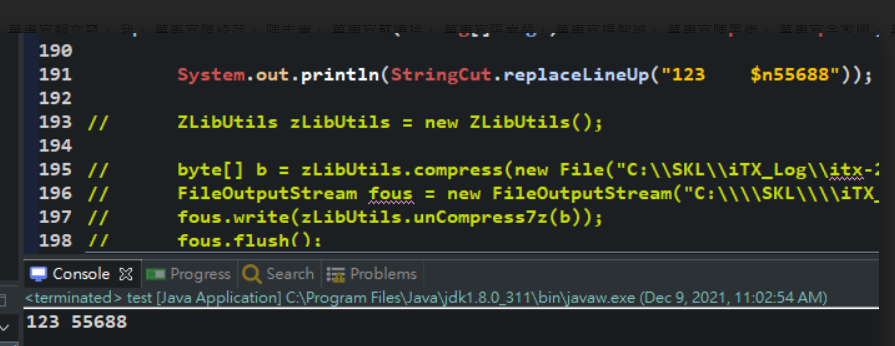 190
191 System.out.println(StringCut.replaceLineUp("123    $n55688"));
192
193 // ZLibUtils zLibUtils = new ZLibUtils();
194
195 // byte[] b = zLibUtils.compress(new File("C:\\SKL\\iTX_Log\\itx-2
196 // FileOutputStream fous = new FileOutputStream("C:\\\\SKL\\\\iTX_
197 // fous.write(zLibUtils.unCompress7z(b));
198 // fous.flush();
Console Progress Search Problems
<terminated> test [Java Application] C:\Program Files\Java\jdk1.8.0_311\bin\javaw.exe (Dec 9, 2021, 11:02:54 AM)
123 55688